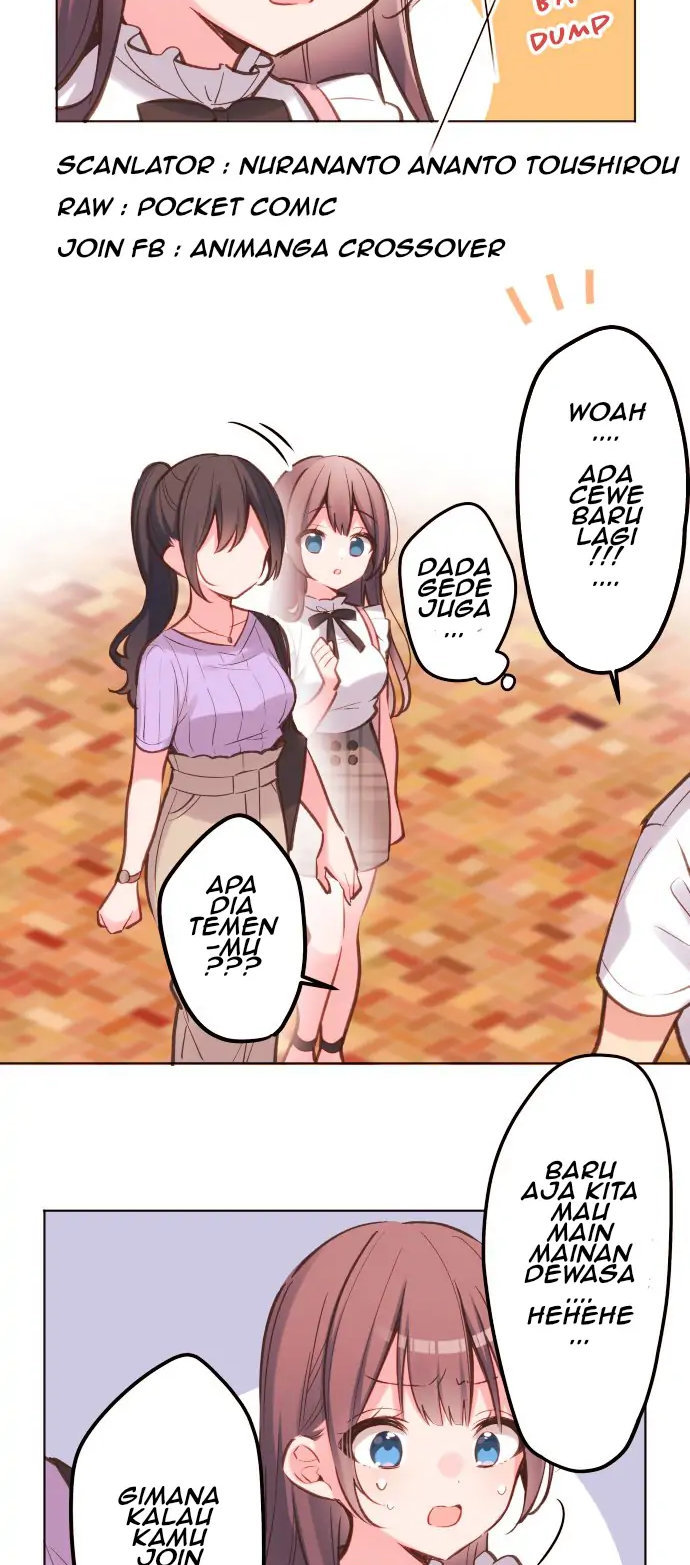 BA
DUMP
SCANLATOR : NURANANTO ANANTO TOUSHIROU
RAW : POCKET COMIC
JOIN FB : ANIMANGA CROSSOVER
WOAH
....
ADA
CEWE
BARU
LAGI
!!!
....
DADA
GEDE
JUGA
...
APA
DIA
TEMEN
-MU
???
BARU
AJA KITA
MAU
MAIN
MAINAN
DEWASA
....
HEHEHE
...
GIMANA
KALAU
KAMU
JOIN